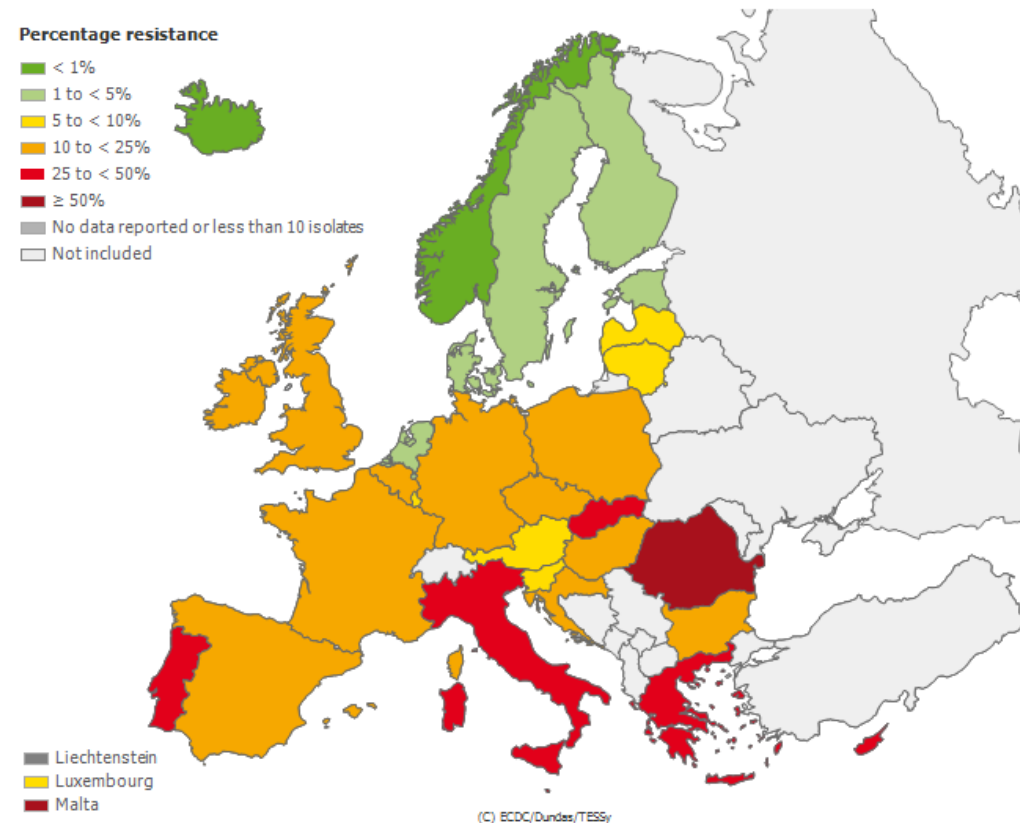 Percentage resistance
< 1%
1 to < 5%
5 to < 10%
10 to < 25%
25 to < 50%
≥ 50%
No data reported or less than 10 isolates
Not included
Liechtenstein
Luxembourg
Malta
(C) ECDC/Dundas/TESSy